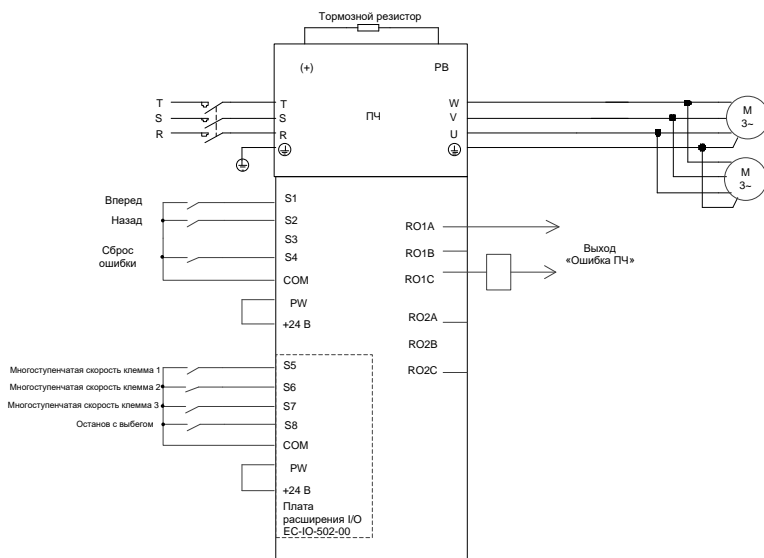 Тормозной резистор
(+)
PB
T
T
W
M
3~
S
S
ПЧ
V
R
R
U
M
3~
Вперед
S1
Назад
S2
RO1A
S3
Сброс
ошибки
S4
RO1B
Выход
«Ошибка ПЧ»
COM
RO1C
PW
+24 В
RO2A
RO2B
Многоступенчатая скорость клемма 1
S5
RO2C
Многоступенчатая скорость клемма 2
S6
Многоступенчатая скорость клемма 3
S7
Останов с выбегом
S8
COM
PW
+24 В
Плата
расширения I/O
EC-IO-502-00